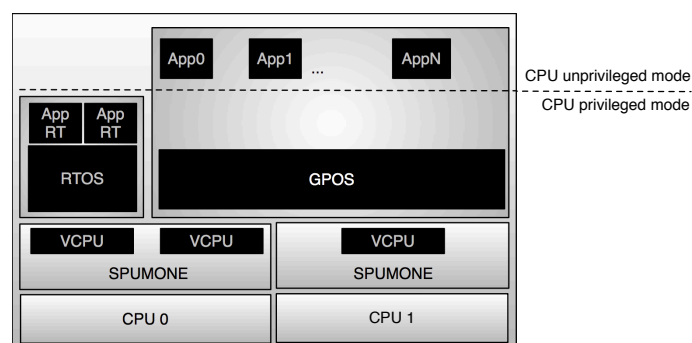 App0 App1 ... AppN
CPU unprivileged mode
CPU privileged mode
App RT
App RT
RTOS
GPOS
VCPU VCPU VCPU
SPUMONE SPUMONE
CPU 0 CPU 1